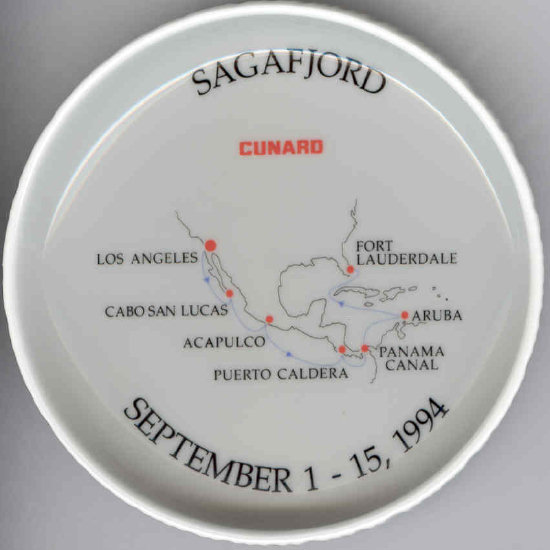 SAGAFJORD
CUNARD
FORT
LAUDERDALE
LOS ANGELES
CABO SAN LUCAS
ARUBA
ACAPULCO
PANAMA
CANAL
PUERTO CALDERA
SEPTEMBER 1 - 15, 1994